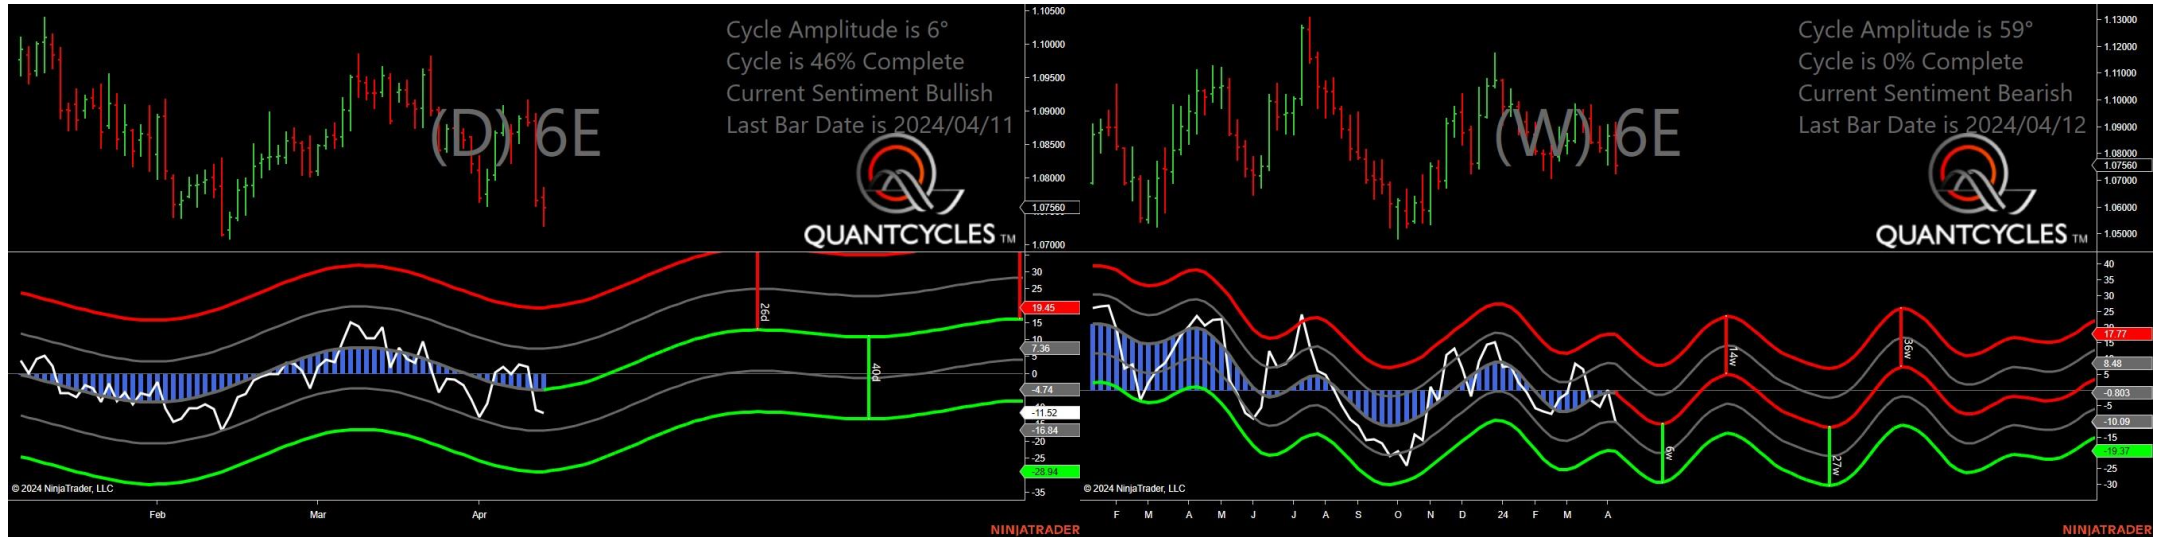 Cycle Amplitude is 6°
Cycle is 46% Complete
Current Sentiment Bullish
Last Bar Date is 2024/04/11
(D) 6E
QUANTCYCLES TM
1.10500
1.10000
1.09500
1.09000
1.08500
1.08000
1.07560
1.07000
26d
40d
30
25
19.45
15
10
7.36
5
0
-4.74
-11.52
-16.84
-20
-25
-28.94
-35
© 2024 NinjaTrader, LLC
Feb Mar Apr
NINJATRADER
Cycle Amplitude is 59°
Cycle is 0% Complete
Current Sentiment Bearish
Last Bar Date is 2024/04/12
(W) 6E
QUANTCYCLES TM
1.13000
1.12000
1.11000
1.10000
1.09000
1.08000
1.07560
1.07000
1.06000
1.05000
14w
36w
6w
27w
40
35
30
25
17.77
15
8.48
5
-0.803
-5
-10.09
-15
-19.37
-25
-30
© 2024 NinjaTrader, LLC
F M A M J J A S O N D 24 F M A
NINJATRADER